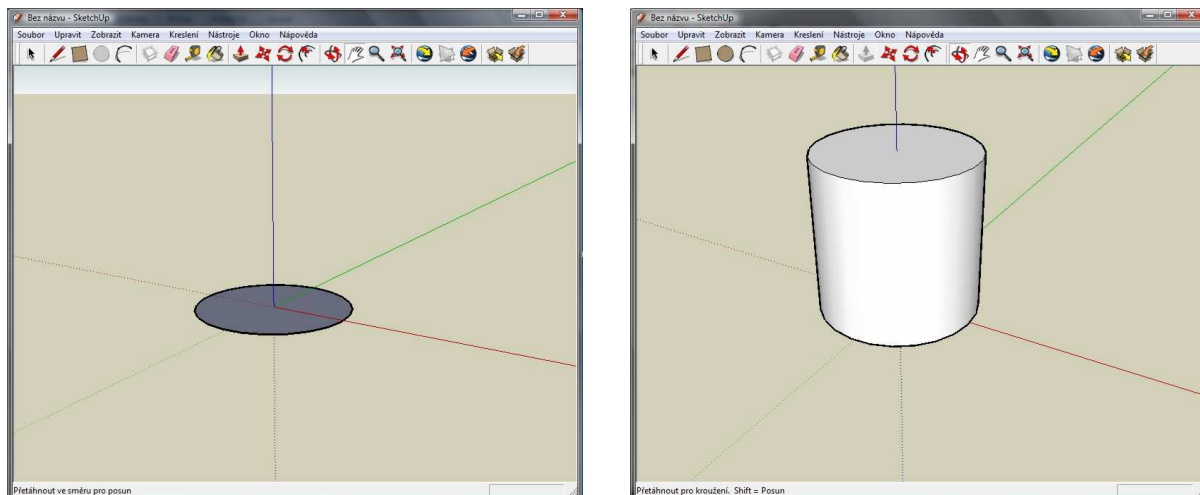 Bez názvu - SketchUp
Soubor Upravit Zobrazit Kamera Kreslení Nástroje Okno Nápověda
Přetáhnout ve směru pro posun
Bez názvu - SketchUp
Soubor Upravit Zobrazit Kamera Kreslení Nástroje Okno Nápověda
Přetáhnout pro kroužení. Shift = Posun